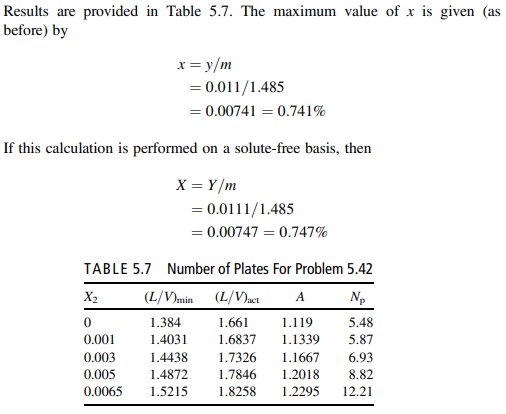 Results are provided in Table 5.7. The maximum value of x is given (as
before) by
x = y/m
= 0.011/1.485
= 0.00741 = 0.741%
If this calculation is performed on a solute-free basis, then
X = Y/m
= 0.0111/1.485
= 0.00747 = 0.747%
TABLE 5.7 Number of Plates For Problem 5.42
X₂ (L/V)min (L/V)act A Np
0 1.384 1.661 1.119 5.48
0.001 1.4031 1.6837 1.1339 5.87
0.003 1.4438 1.7326 1.1667 6.93
0.005 1.4872 1.7846 1.2018 8.82
0.0065 1.5215 1.8258 1.2295 12.21